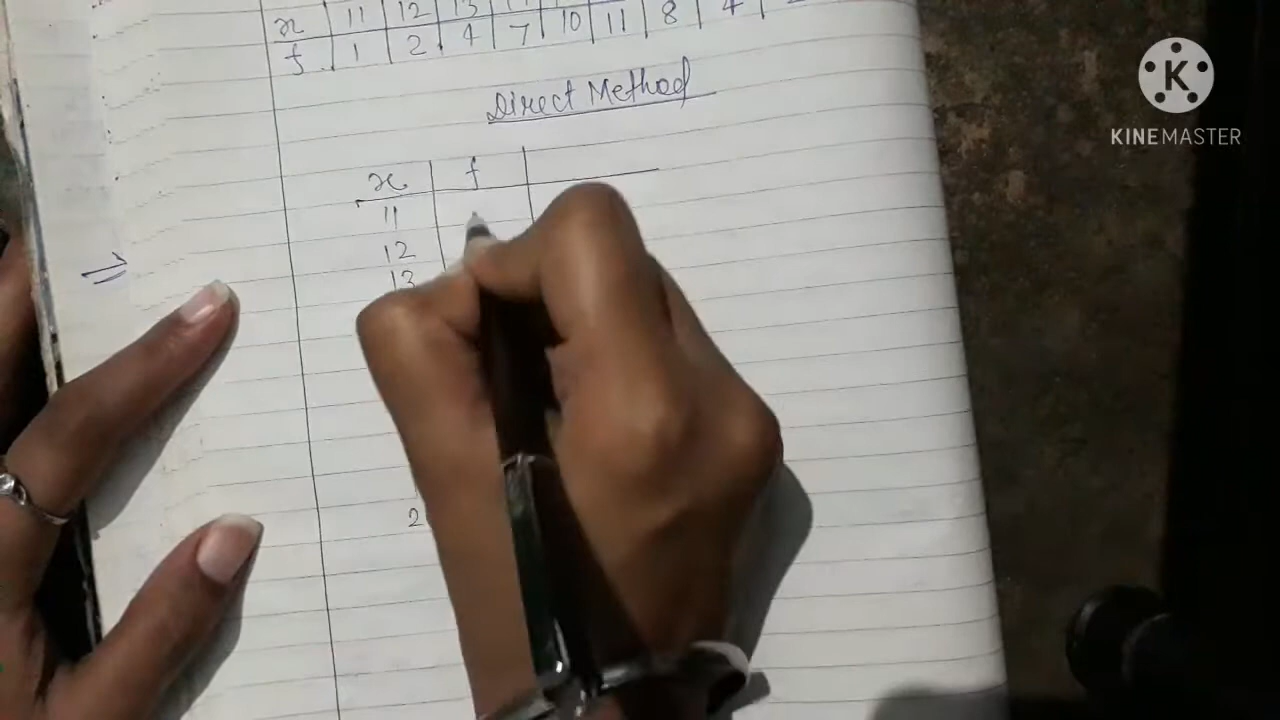 x 11 12 13
f 1 2 4 7 10 11 8 4
Direct Method
x f
11
12
13
2
K
KINEMASTER